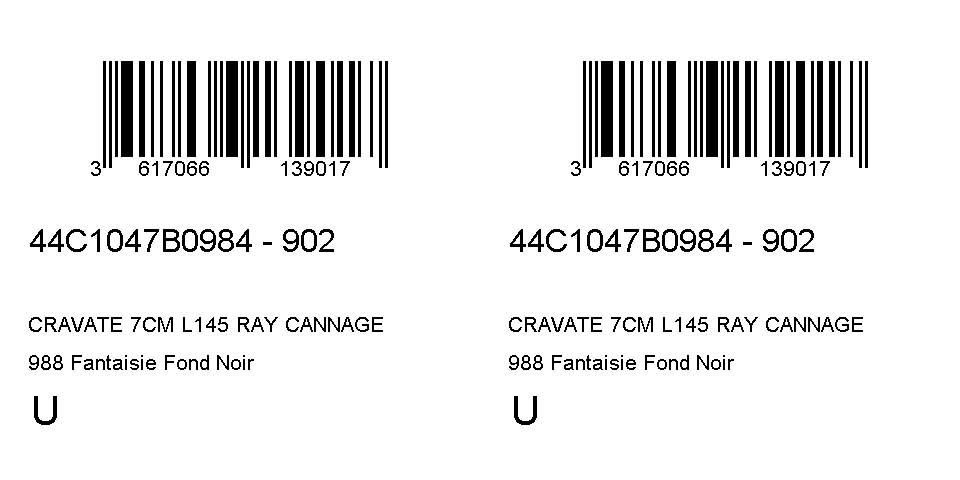 3 617066 139017
44C1047B0984 - 902
CRAVATE 7CM L145 RAY CANNAGE
988 Fantaisie Fond Noir
U
3 617066 139017
44C1047B0984 - 902
CRAVATE 7CM L145 RAY CANNAGE
988 Fantaisie Fond Noir
U